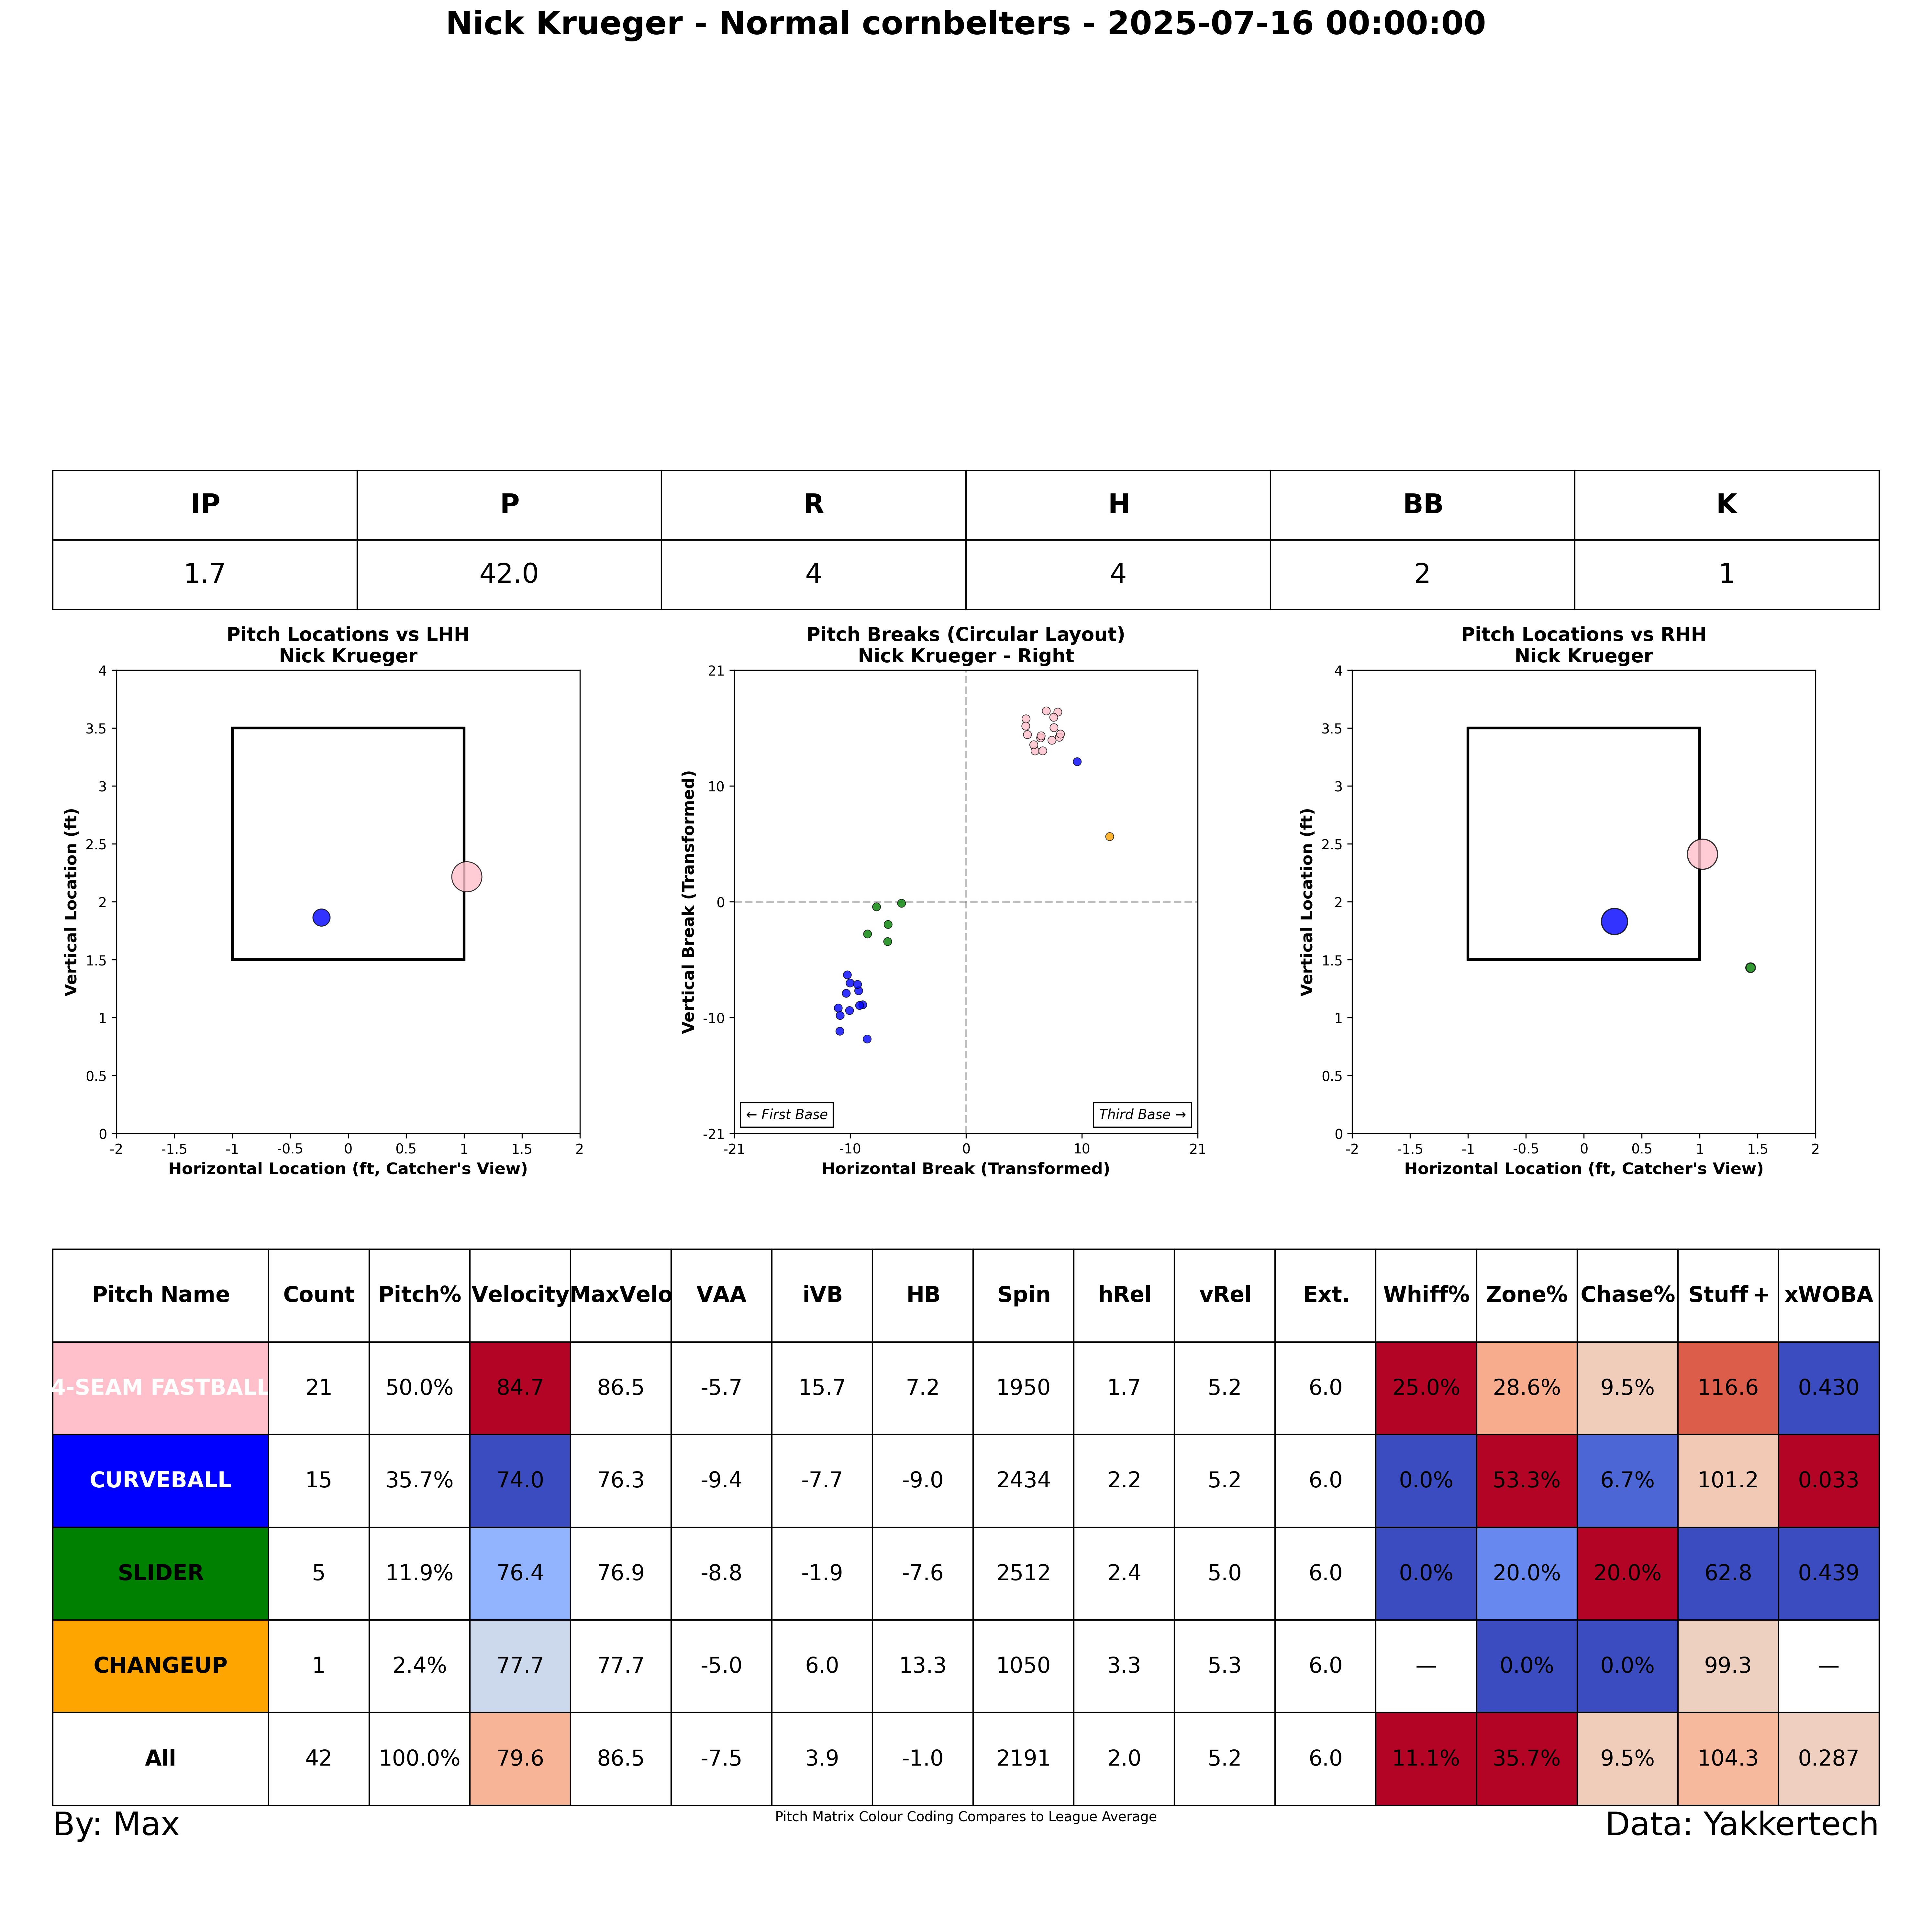 Nick Krueger - Normal cornbelters - 2025-07-16 00:00:00
IP P R H BB K
1.7 42.0 4 4 2 1
Pitch Locations vs LHH
Nick Krueger
4
3.5
3
2.5
2
1.5
1
0.5
0
-2 -1.5 -1 -0.5 0 0.5 1 1.5 2
Vertical Location (ft)
Horizontal Location (ft, Catcher's View)
Pitch Breaks (Circular Layout)
Nick Krueger - Right
21
10
0
-10
-21
-21 -10 0 10 21
← First Base
Third Base →
Vertical Break (Transformed)
Horizontal Break (Transformed)
Pitch Locations vs RHH
Nick Krueger
4
3.5
3
2.5
2
1.5
1
0.5
0
-2 -1.5 -1 -0.5 0 0.5 1 1.5 2
Vertical Location (ft)
Horizontal Location (ft, Catcher's View)
Pitch Name Count Pitch% Velocity MaxVelo VAA iVB HB Spin hRel vRel Ext. Whiff% Zone% Chase% Stuff+ xWOBA
4-SEAM FASTBALL 21 50.0% 84.7 86.5 -5.7 15.7 7.2 1950 1.7 5.2 6.0 25.0% 28.6% 9.5% 116.6 0.430
CURVEBALL 15 35.7% 74.0 76.3 -9.4 -7.7 -9.0 2434 2.2 5.2 6.0 0.0% 53.3% 6.7% 101.2 0.033
SLIDER 5 11.9% 76.4 76.9 -8.8 -1.9 -7.6 2512 2.4 5.0 6.0 0.0% 20.0% 20.0% 62.8 0.439
CHANGEUP 1 2.4% 77.7 77.7 -5.0 6.0 13.3 1050 3.3 5.3 6.0 — 0.0% 0.0% 99.3 —
All 42 100.0% 79.6 86.5 -7.5 3.9 -1.0 2191 2.0 5.2 6.0 11.1% 35.7% 9.5% 104.3 0.287
By: Max
Pitch Matrix Colour Coding Compares to League Average
Data: Yakkertech